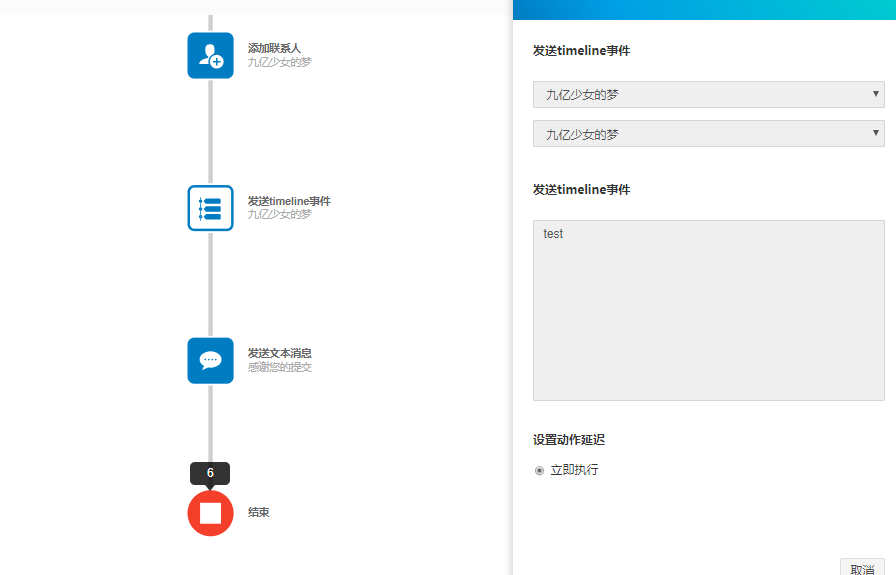 添加联系人
九亿少女的梦
发送timeline事件
九亿少女的梦
发送文本消息
感谢您的提交
6
结束
发送timeline事件
九亿少女的梦
九亿少女的梦
发送timeline事件
test
设置动作延迟
立即执行
取消